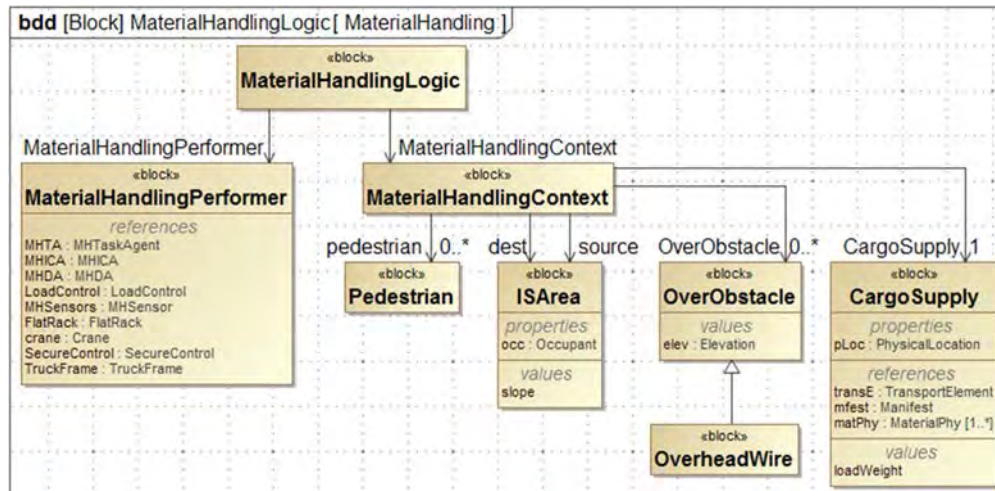 bdd [Block] MaterialHandlingLogic[ MaterialHandling ]
«block»
MaterialHandlingLogic
MaterialHandlingPerformer
MaterialHandlingContext
«block»
MaterialHandlingPerformer
references
MHTA : MHTaskAgent
MHICA : MHICA
MHDA : MHDA
LoadControl : LoadControl
MHSensors : MHSensor
FlatRack : FlatRack
crane : Crane
SecureControl : SecureControl
TruckFrame : TruckFrame
«block»
MaterialHandlingContext
pedestrian 0..*
dest
source
OverObstacle 0..*
CargoSupply 1
«block»
Pedestrian
«block»
ISArea
properties
occ : Occupant
values
slope
«block»
OverObstacle
values
elev : Elevation
«block»
OverheadWire
«block»
CargoSupply
properties
pLoc : PhysicalLocation
references
transE : TransportElement
mfest : Manifest
matPhy : MaterialPhy [1..*]
values
loadWeight